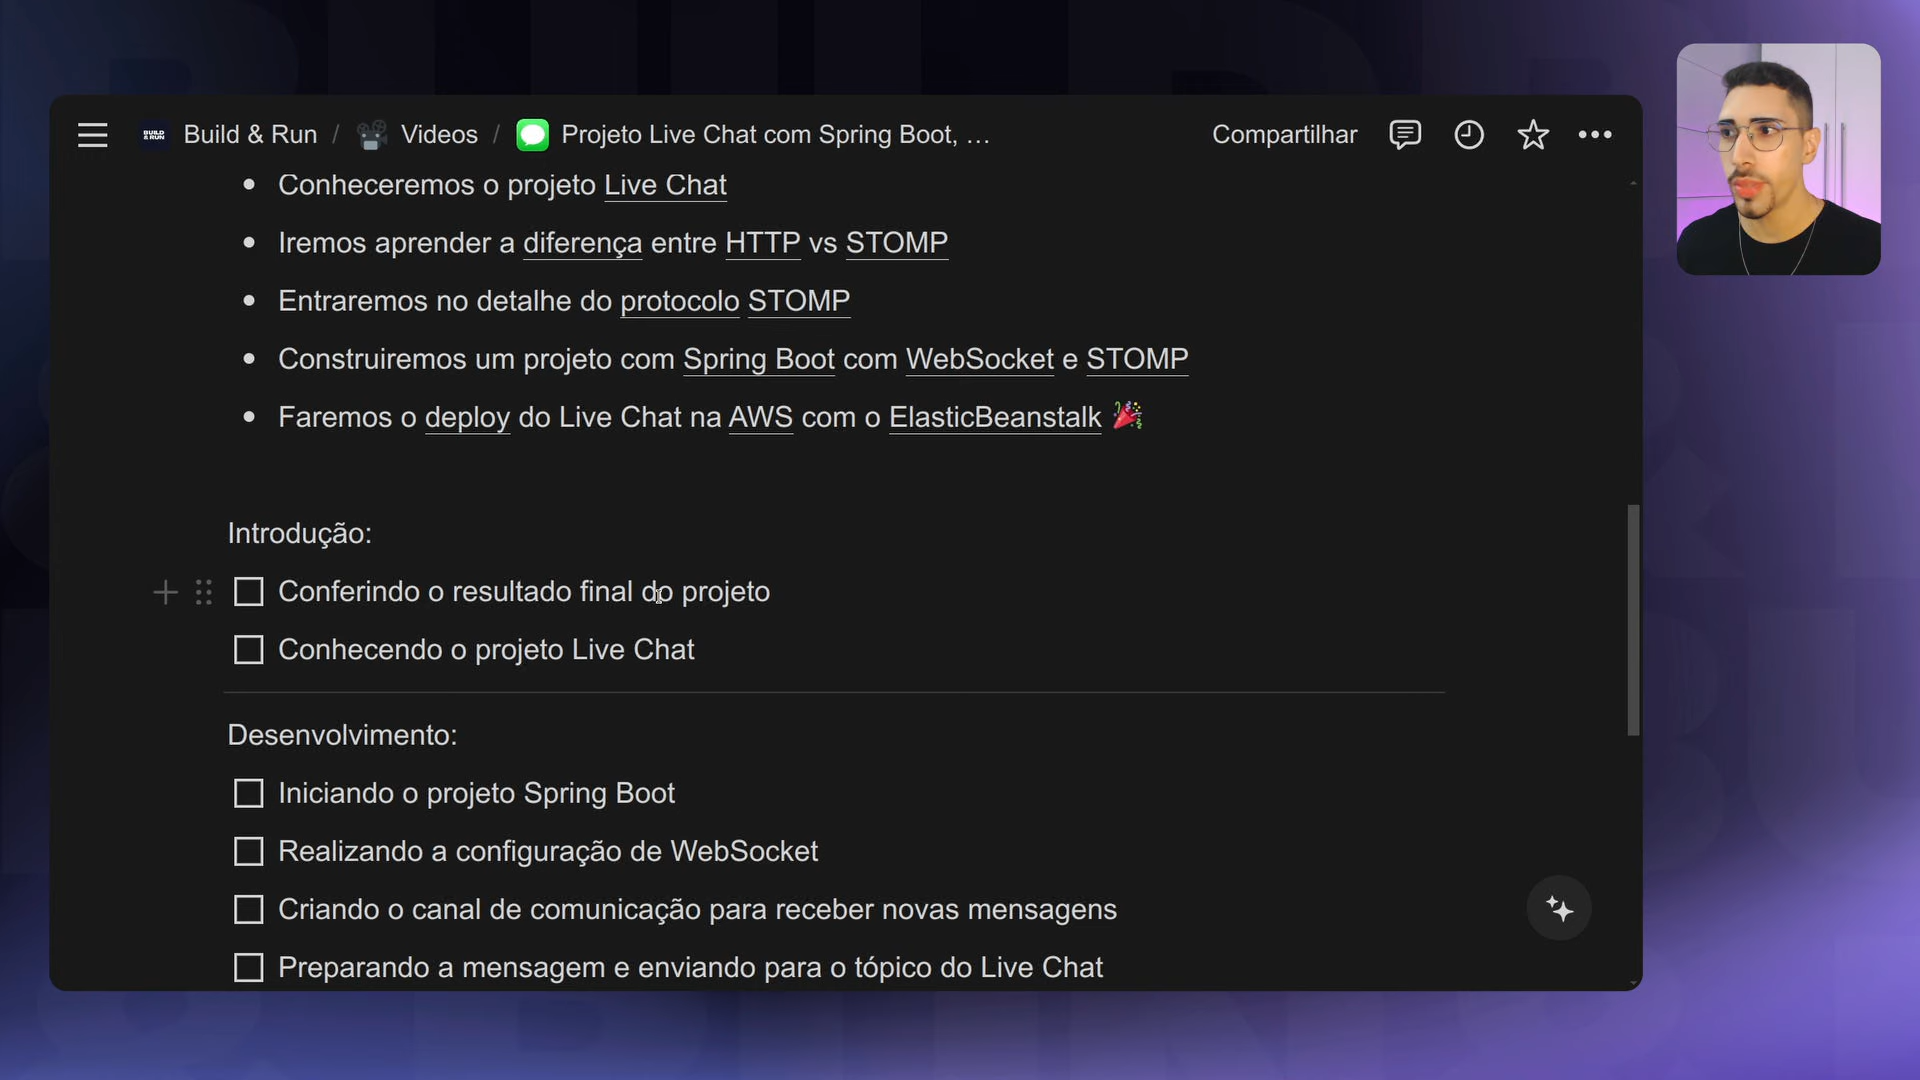 BUILD & RUN Build & Run / Videos / Projeto Live Chat com Spring Boot, ... Compartilhar
Conheceremos o projeto Live Chat
Iremos aprender a diferença entre HTTP vs STOMP
Entraremos no detalhe do protocolo STOMP
Construiremos um projeto com Spring Boot com WebSocket e STOMP
Faremos o deploy do Live Chat na AWS com o ElasticBeanstalk 🎉
Introdução:
Conferindo o resultado final do projeto
Conhecendo o projeto Live Chat
Desenvolvimento:
Iniciando o projeto Spring Boot
Realizando a configuração de WebSocket
Criando o canal de comunicação para receber novas mensagens
Preparando a mensagem e enviando para o tópico do Live Chat